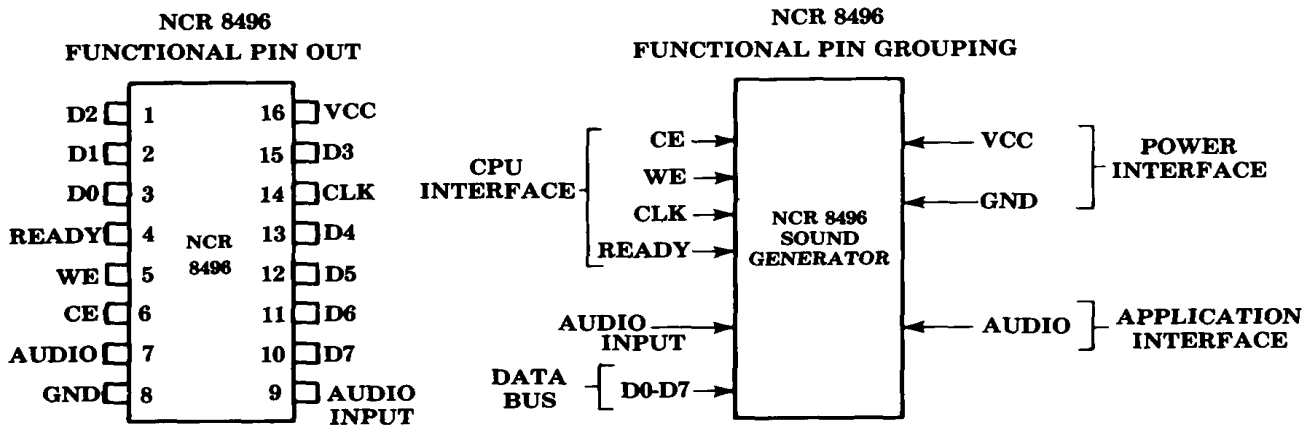 NCR 8496
FUNCTIONAL PIN OUT
D2 1 16 VCC
D1 2 15 D3
D0 3 14 CLK
READY 4 13 D4
NCR
8496
WE 5 12 D5
CE 6 11 D6
AUDIO 7 10 D7
GND 8 9 AUDIO
INPUT
NCR 8496
FUNCTIONAL PIN GROUPING
CPU
INTERFACE
CE
WE
CLK
READY
AUDIO
INPUT
DATA
BUS
D0-D7
NCR 8496
SOUND
GENERATOR
VCC
GND
POWER
INTERFACE
AUDIO
APPLICATION
INTERFACE